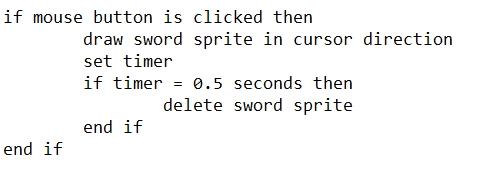 if mouse button is clicked then
        draw sword sprite in cursor direction
        set timer
        if timer = 0.5 seconds then
                delete sword sprite
        end if
end if